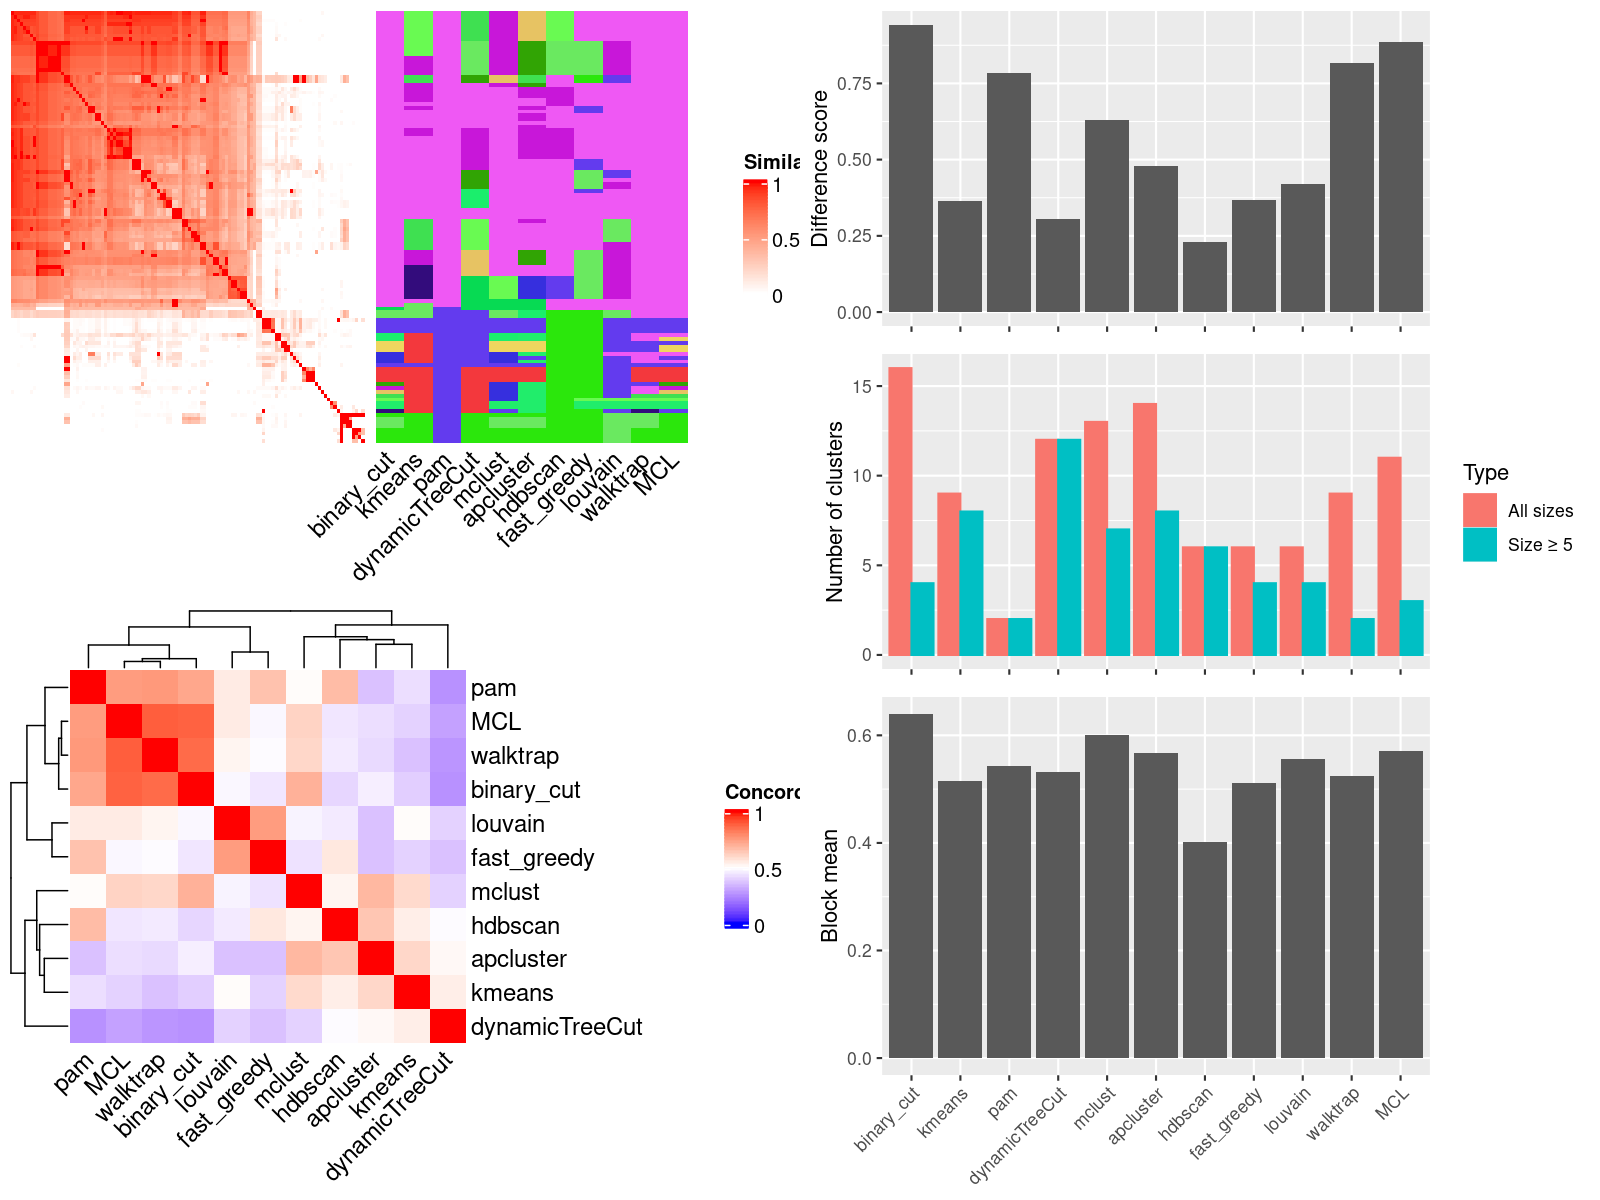 Simila
1
0.5
0
binary_cut
kmeans
pam
dynamicTreeCut
mclust
apcluster
hdbscan
fast_greedy
louvain
walktrap
MCL
pam
MCL
walktrap
binary_cut
louvain
fast_greedy
mclust
hdbscan
apcluster
kmeans
dynamicTreeCut
pam
MCL
walktrap
binary_cut
louvain
fast_greedy
mclust
hdbscan
apcluster
kmeans
dynamicTreeCut
Concord
1
0.5
0
Difference score
0.75
0.50
0.25
0.00
Number of clusters
15
10
5
0
Type
All sizes
Size ≥ 5
Block mean
0.6
0.4
0.2
0.0
binary_cut
kmeans
pam
dynamicTreeCut
mclust
apcluster
hdbscan
fast_greedy
louvain
walktrap
MCL